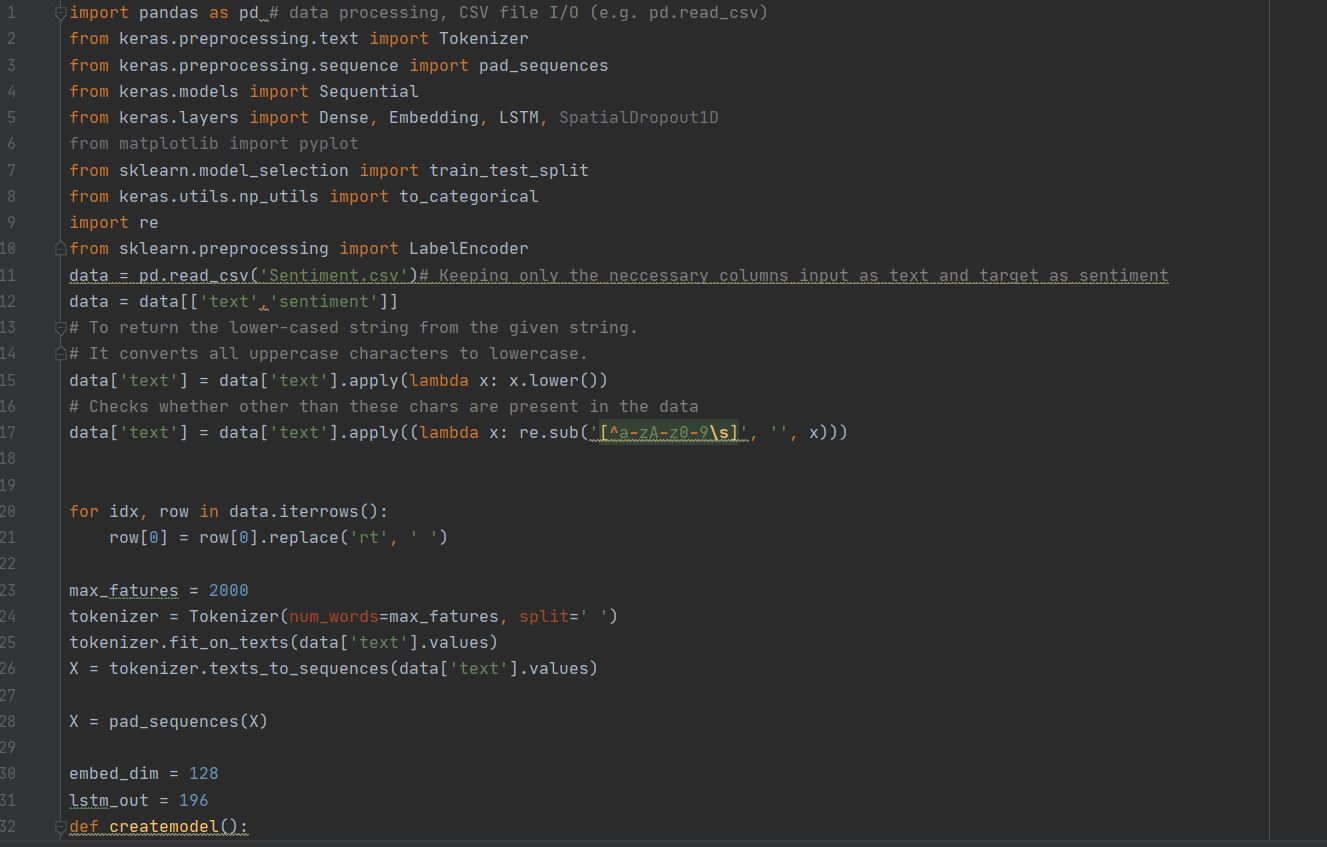 1 import pandas as pd # data processing, CSV file I/O (e.g. pd.read_csv)
2 from keras.preprocessing.text import Tokenizer
3 from keras.preprocessing.sequence import pad_sequences
4 from keras.models import Sequential
5 from keras.layers import Dense, Embedding, LSTM, SpatialDropout1D
6 from matplotlib import pyplot
7 from sklearn.model_selection import train_test_split
8 from keras.utils.np_utils import to_categorical
9 import re
10 from sklearn.preprocessing import LabelEncoder
11 data = pd.read_csv('Sentiment.csv')# Keeping only the neccessary columns input as text and target as sentiment
12 data = data[['text','sentiment']]
13 # To return the lower-cased string from the given string.
14 # It converts all uppercase characters to lowercase.
15 data['text'] = data['text'].apply(lambda x: x.lower())
16 # Checks whether other than these chars are present in the data
17 data['text'] = data['text'].apply((lambda x: re.sub('[^a-zA-z0-9\s]', '', x)))
18
19
20 for idx, row in data.iterrows():
21     row[0] = row[0].replace('rt', ' ')
22
23 max_fatures = 2000
24 tokenizer = Tokenizer(num_words=max_fatures, split=' ')
25 tokenizer.fit_on_texts(data['text'].values)
26 X = tokenizer.texts_to_sequences(data['text'].values)
27
28 X = pad_sequences(X)
29
30 embed_dim = 128
31 lstm_out = 196
32 def createmodel():